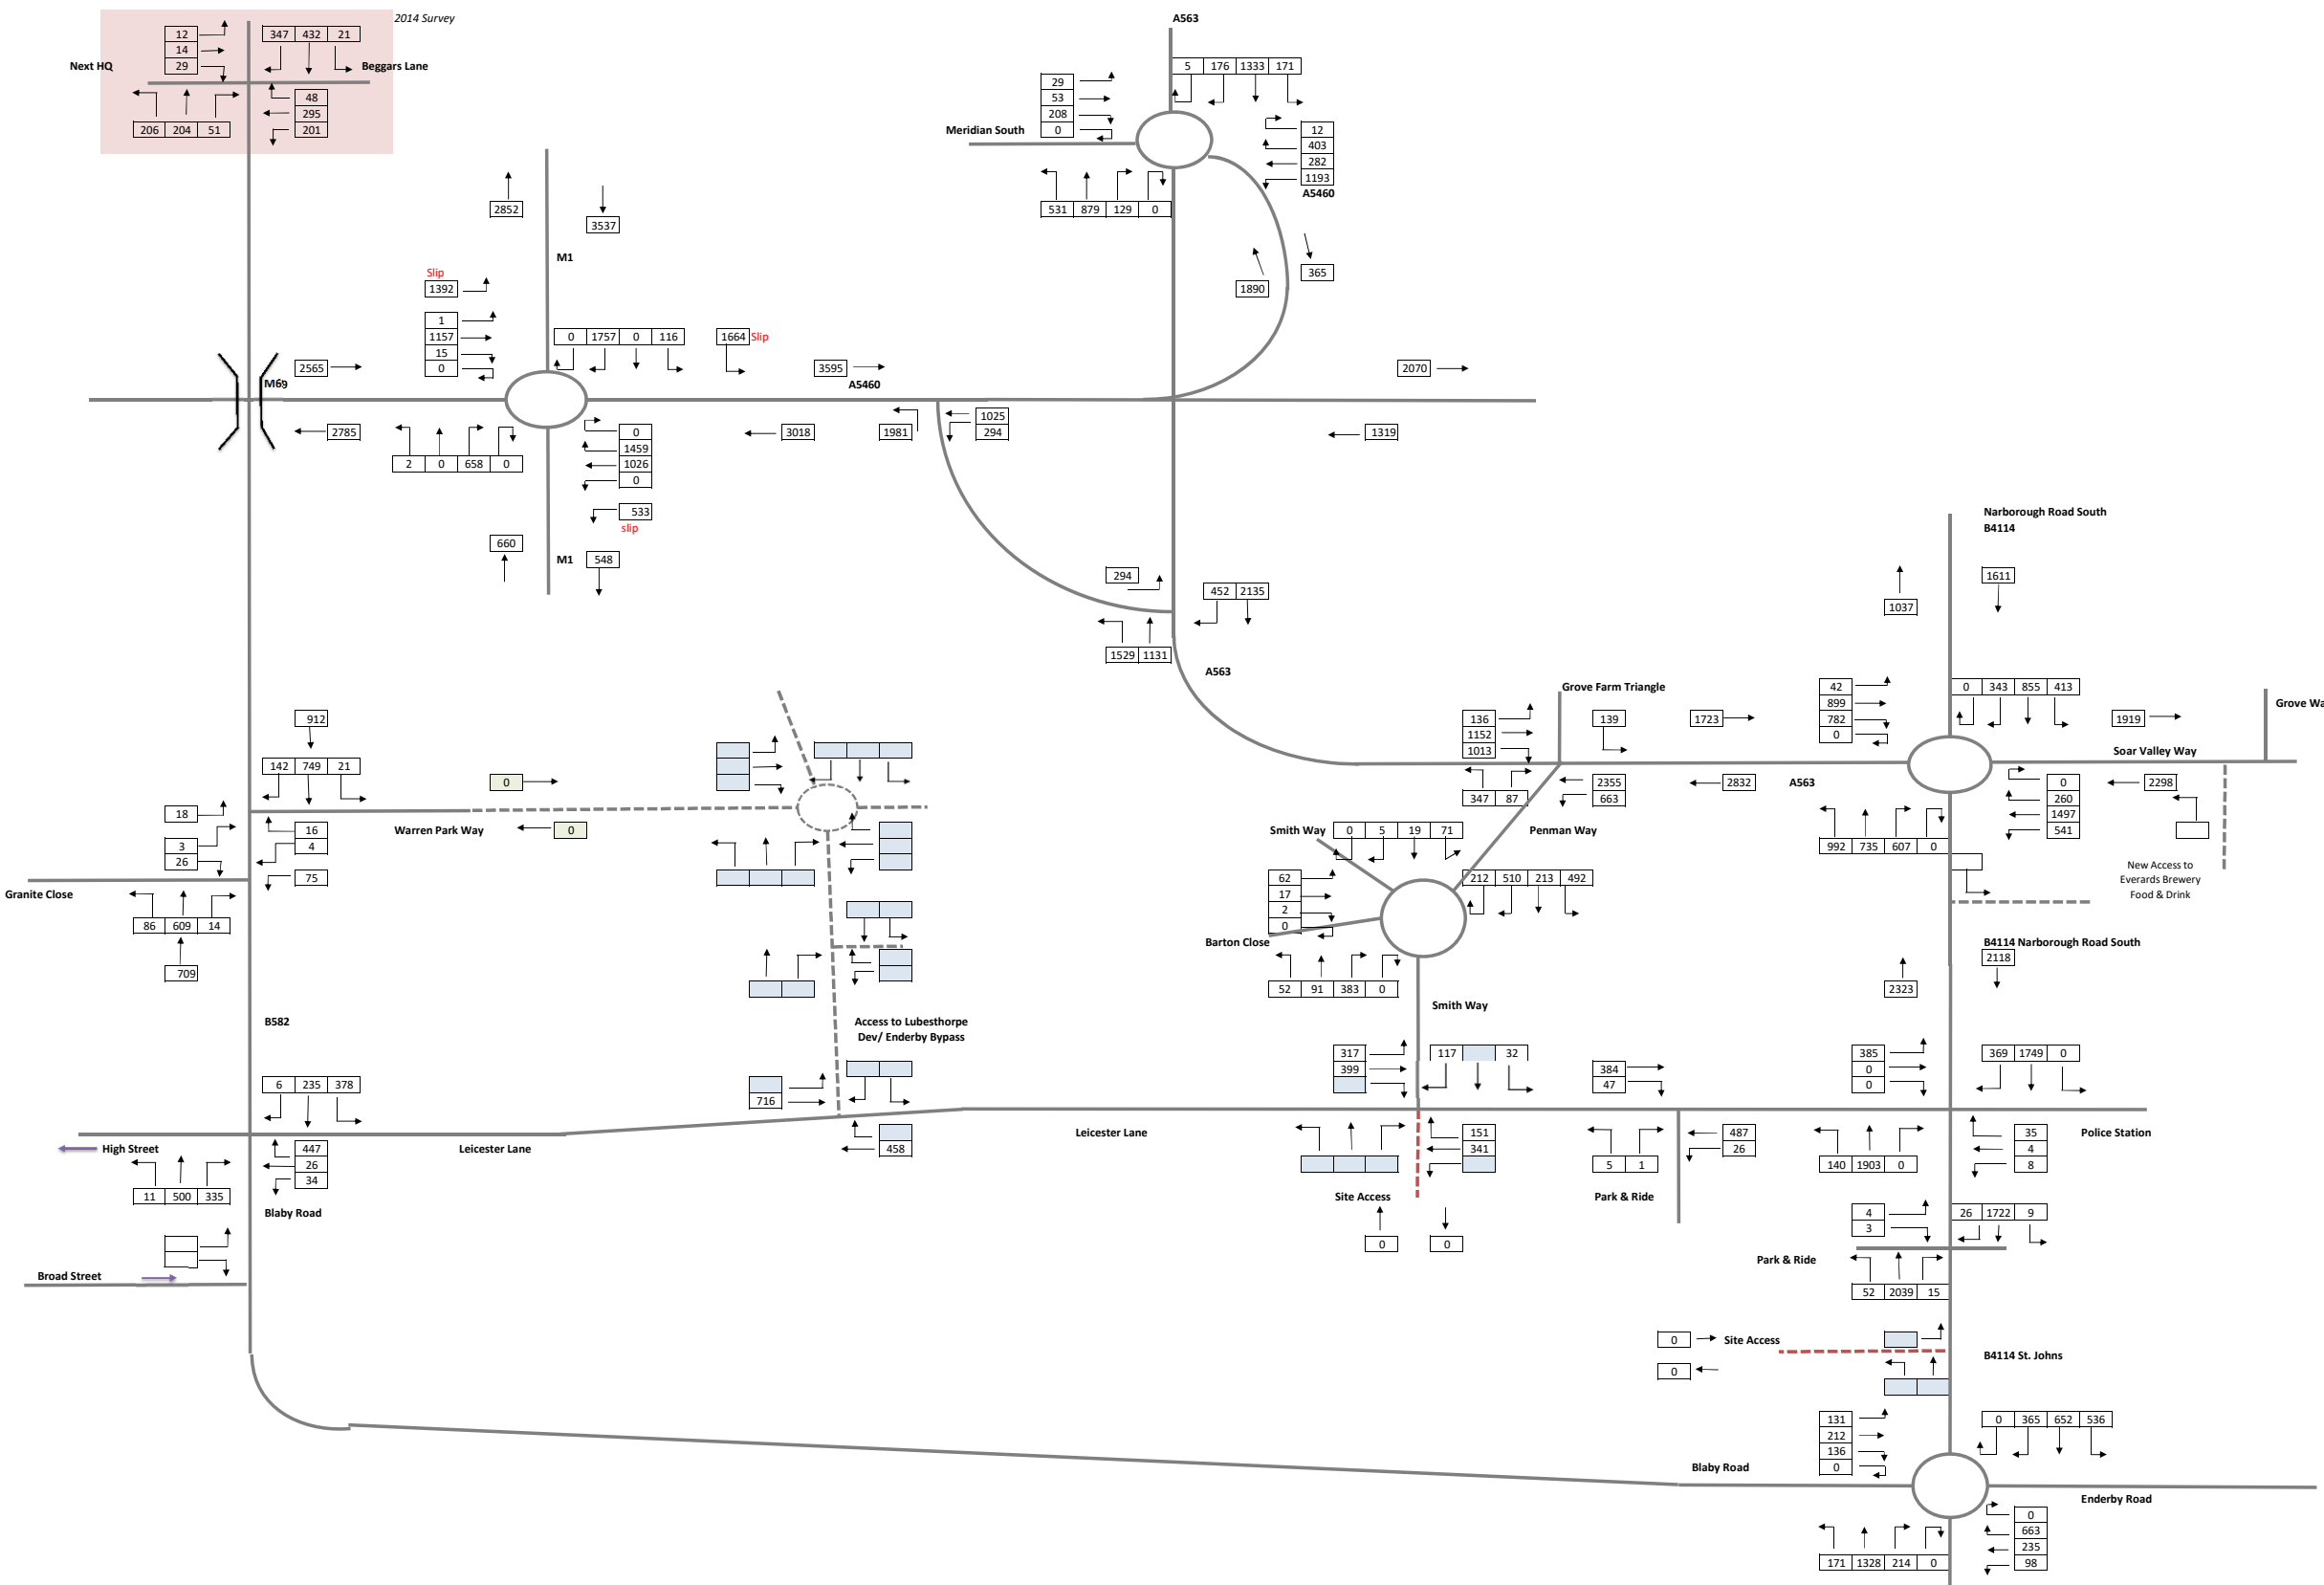 2014 Survey
A563
12
347 432 21
14
29
Next HQ
Beggars Lane
5 176 1333 171
29
53
208
0
48
295
201
206 204 51
Meridian South
12
403
282
1193
A5460
531 879 129 0
2852
3537
M1
Slip
1392
365
1890
1
1157
15
0
0 1757 0 116
1664 Slip
2565
3595
2070
M69
A5460
2785
0
1459
1026
0
3018
1981
1025
294
1319
2 0 658 0
533
slip
Narborough Road South
B4114
660
M1
548
294
452 2135
1611
1037
1529 1131
A563
Grove Farm Triangle
42
899
782
0
0 343 855 413
Grove Wa
912
136
1152
1013
139
1723
1919
Soar Valley Way
142 749 21
0
2355
663
2832
A563
0
260
1497
541
2298
347 87
18
Warren Park Way
0
16
4
3
26
Smith Way
0 5 19 71
Penman Way
992 735 607 0
75
Granite Close
62
17
2
0
212 510 213 492
New Access to
Everards Brewery
Food & Drink
86 609 14
Barton Close
B4114 Narborough Road South
709
2118
52 91 383 0
2323
Smith Way
B582
Access to Lubesthorpe
Dev/ Enderby Bypass
317
399
117 32
384
47
385
0
0
369 1749 0
6 235 378
716
High Street
Leicester Lane
447
26
34
458
Leicester Lane
151
341
487
26
35
4
8
Police Station
5 1
140 1903 0
11 500 335
Site Access
Park & Ride
Blaby Road
4
3
26 1722 9
0 0
Broad Street
Park & Ride
52 2039 15
0
Site Access
B4114 St. Johns
0
131
212
136
0
0 365 652 536
Blaby Road
Enderby Road
0
663
235
98
171 1328 214 0